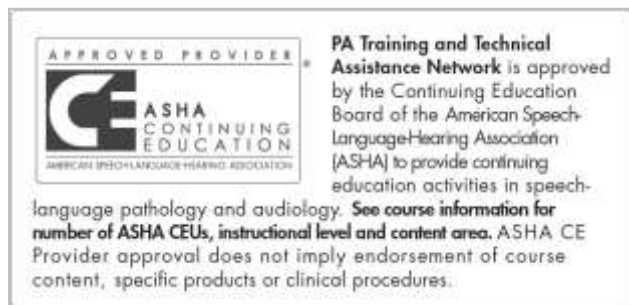 APPROVED PROVIDER
CE
ASHA
CONTINUING
EDUCATION
AMERICAN SPEECH-LANGUAGE-HEARING ASSOCIATION
®
PA Training and Technical
Assistance Network is approved
by the Continuing Education
Board of the American Speech-
Language-Hearing Association
(ASHA) to provide continuing
education activities in speech-
language pathology and audiology. See course information for
number of ASHA CEUs, instructional level and content area. ASHA CE
Provider approval does not imply endorsement of course
content, specific products or clinical procedures.